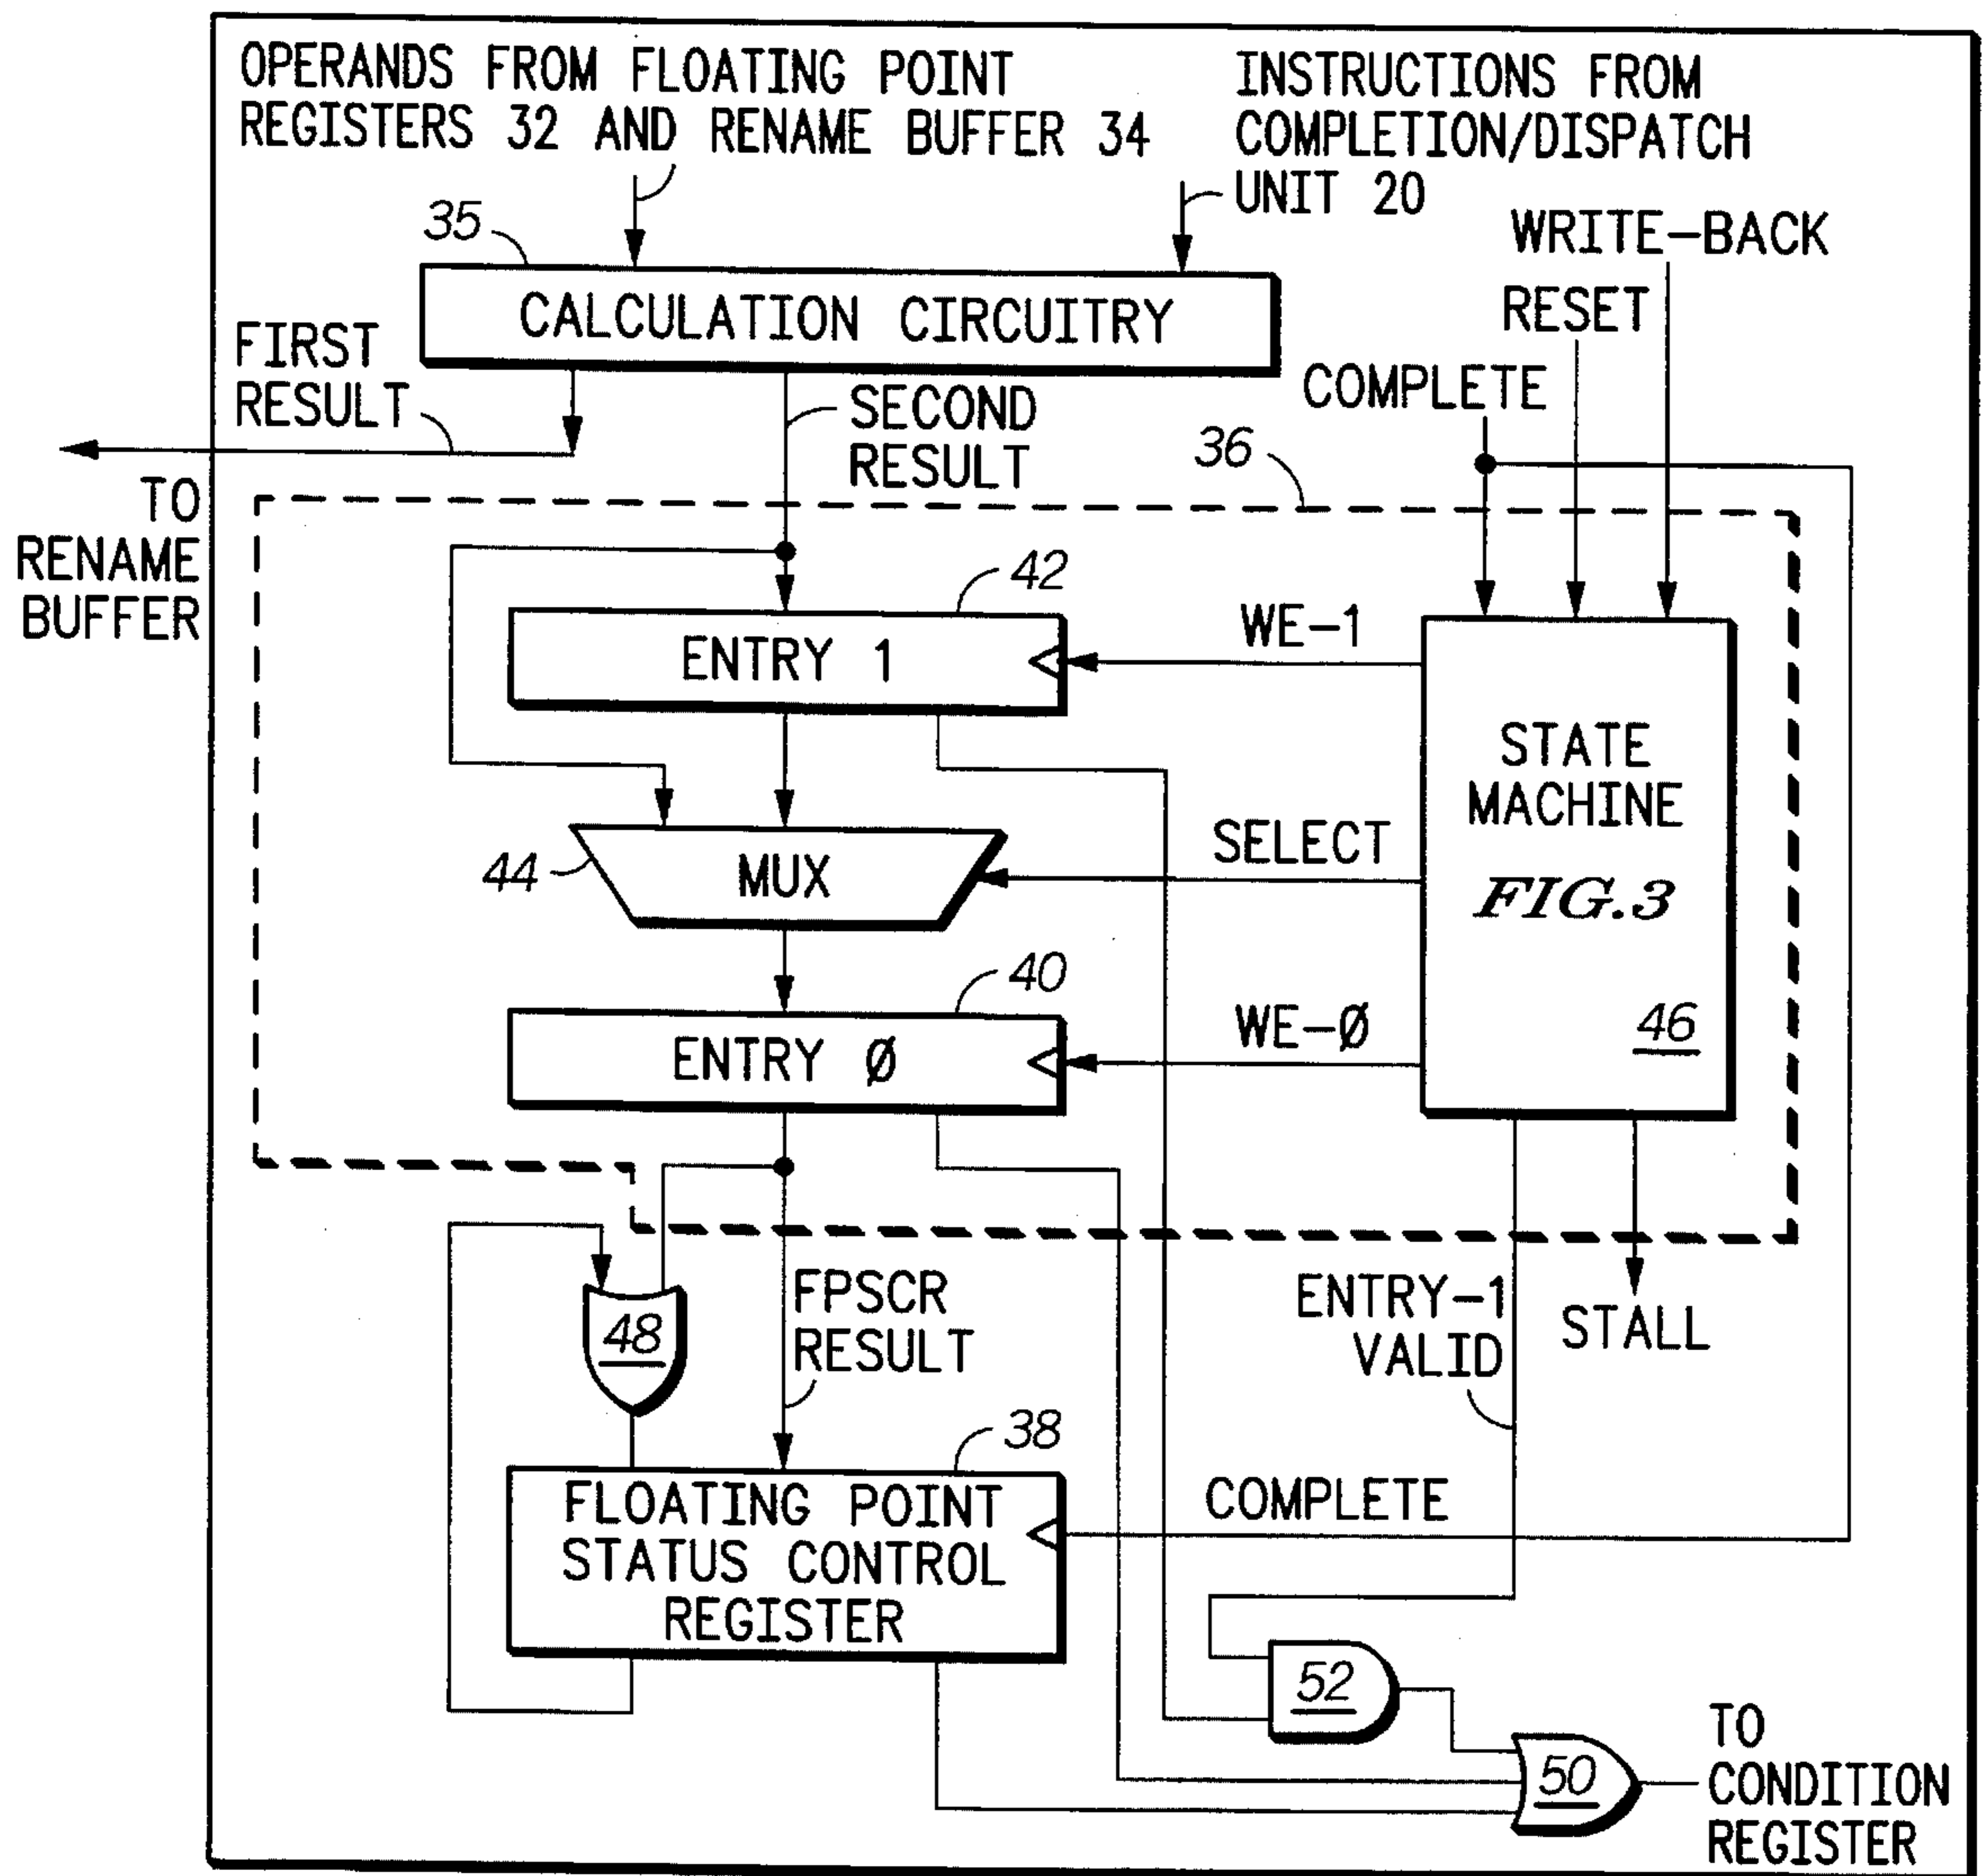 OPERANDS FROM FLOATING POINT
REGISTERS 32 AND RENAME BUFFER 34
INSTRUCTIONS FROM
COMPLETION/DISPATCH
UNIT 20
WRITE-BACK
RESET
COMPLETE
35
CALCULATION CIRCUITRY
FIRST
RESULT
SECOND
RESULT
36
TO
RENAME
BUFFER
42
ENTRY 1
WE-1
STATE
MACHINE
FIG.3
46
44
MUX
SELECT
40
ENTRY Ø
WE-Ø
48
FPSCR
RESULT
ENTRY-1
VALID
STALL
38
FLOATING POINT
STATUS CONTROL
REGISTER
COMPLETE
52
50
TO
CONDITION
REGISTER